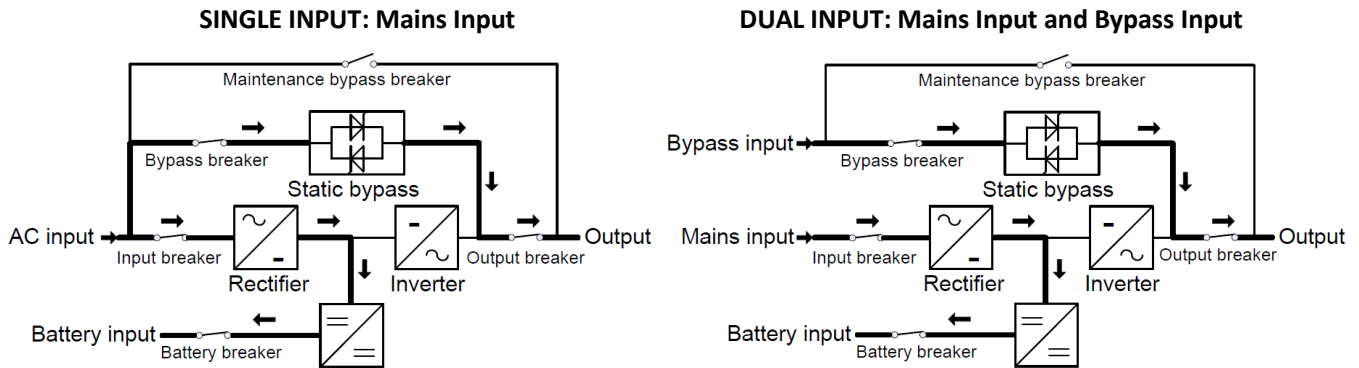 SINGLE INPUT: Mains Input
Maintenance bypass breaker
Bypass breaker
Static bypass
AC input
Input breaker
Rectifier
Inverter
Output breaker
Output
Battery input
Battery breaker
DUAL INPUT: Mains Input and Bypass Input
Maintenance bypass breaker
Bypass input
Bypass breaker
Static bypass
Mains input
Input breaker
Rectifier
Inverter
Output breaker
Output
Battery input
Battery breaker